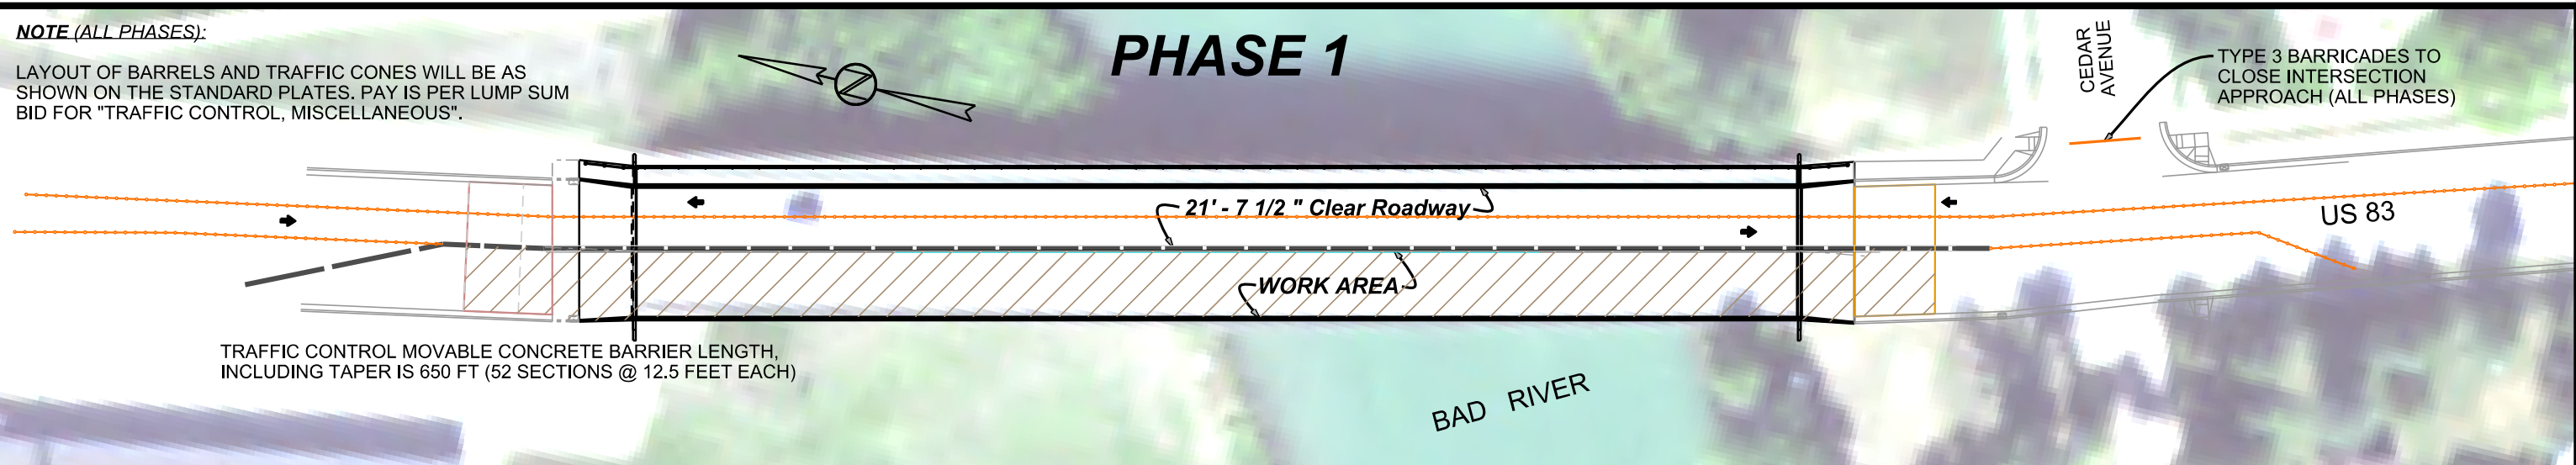 NOTE (ALL PHASES):
LAYOUT OF BARRELS AND TRAFFIC CONES WILL BE AS
SHOWN ON THE STANDARD PLATES. PAY IS PER LUMP SUM
BID FOR "TRAFFIC CONTROL, MISCELLANEOUS".
PHASE 1
CEDAR
AVENUE
TYPE 3 BARRICADES TO
CLOSE INTERSECTION
APPROACH (ALL PHASES)
21' - 7 1/2 " Clear Roadway
US 83
WORK AREA
TRAFFIC CONTROL MOVABLE CONCRETE BARRIER LENGTH,
INCLUDING TAPER IS 650 FT (52 SECTIONS @ 12.5 FEET EACH)
BAD RIVER